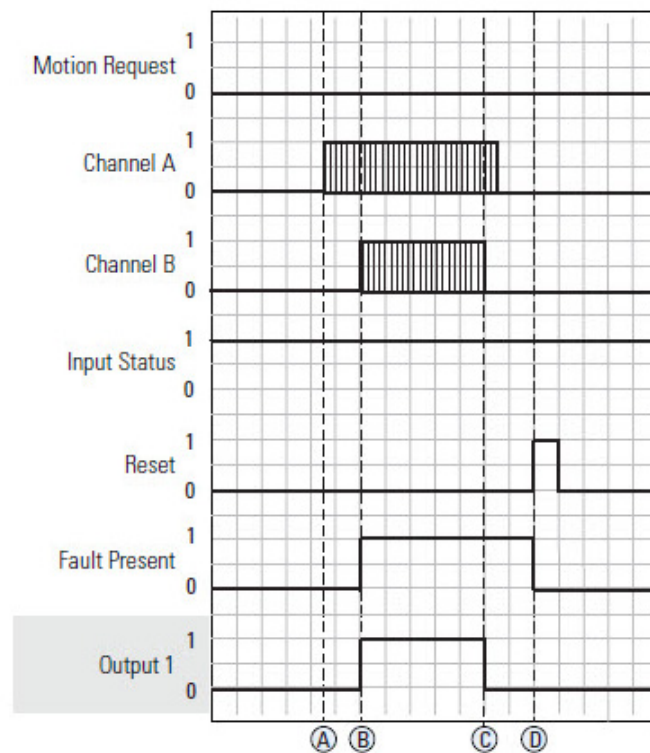 1
Motion Request
0
1
Channel A
0
1
Channel B
0
1
Input Status
0
1
Reset
0
1
Fault Present
0
1
Output 1
0
A B C D